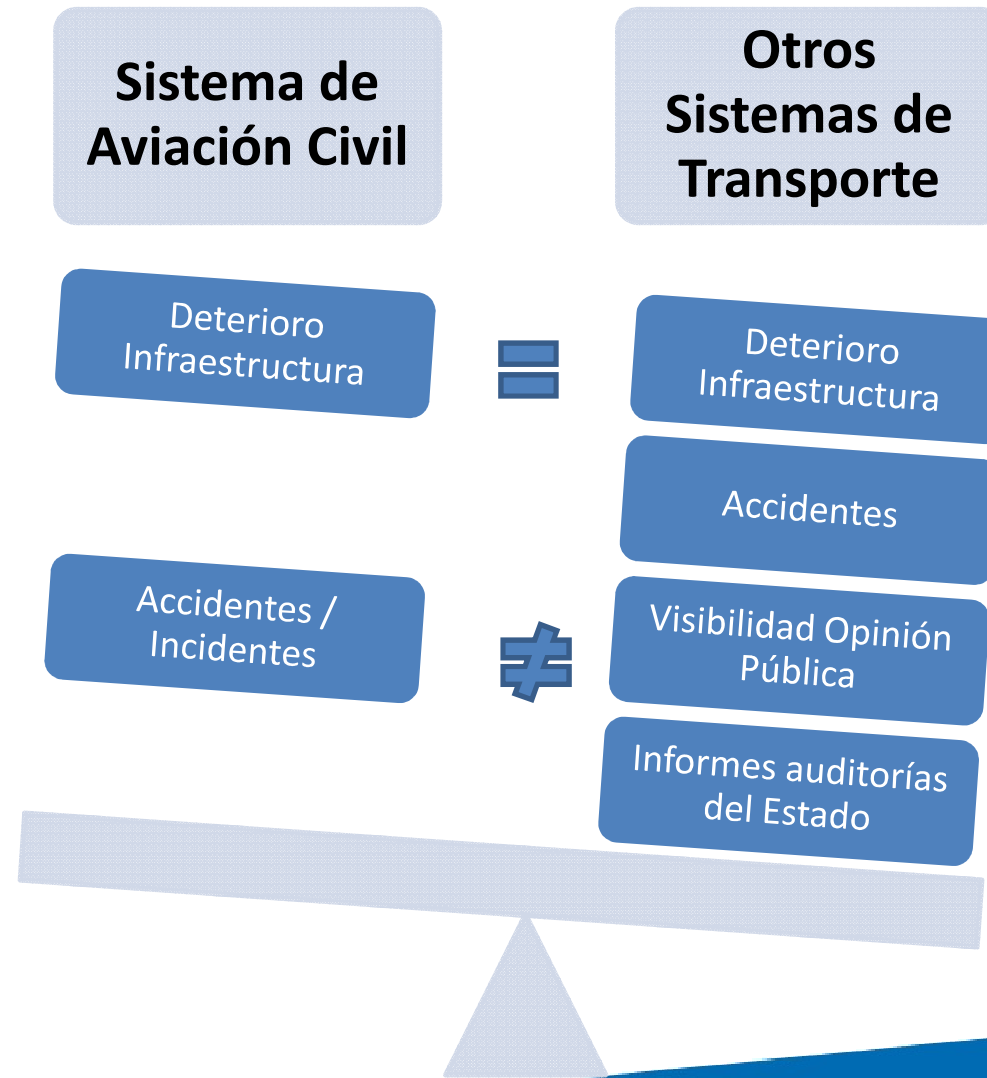 Sistema de
Aviación Civil
Otros
Sistemas de
Transporte
Deterioro
Infraestructura
=
Deterioro
Infraestructura
Accidentes
Accidentes /
Incidentes
≠
Visibilidad Opinión
Pública
Informes auditorías
del Estado